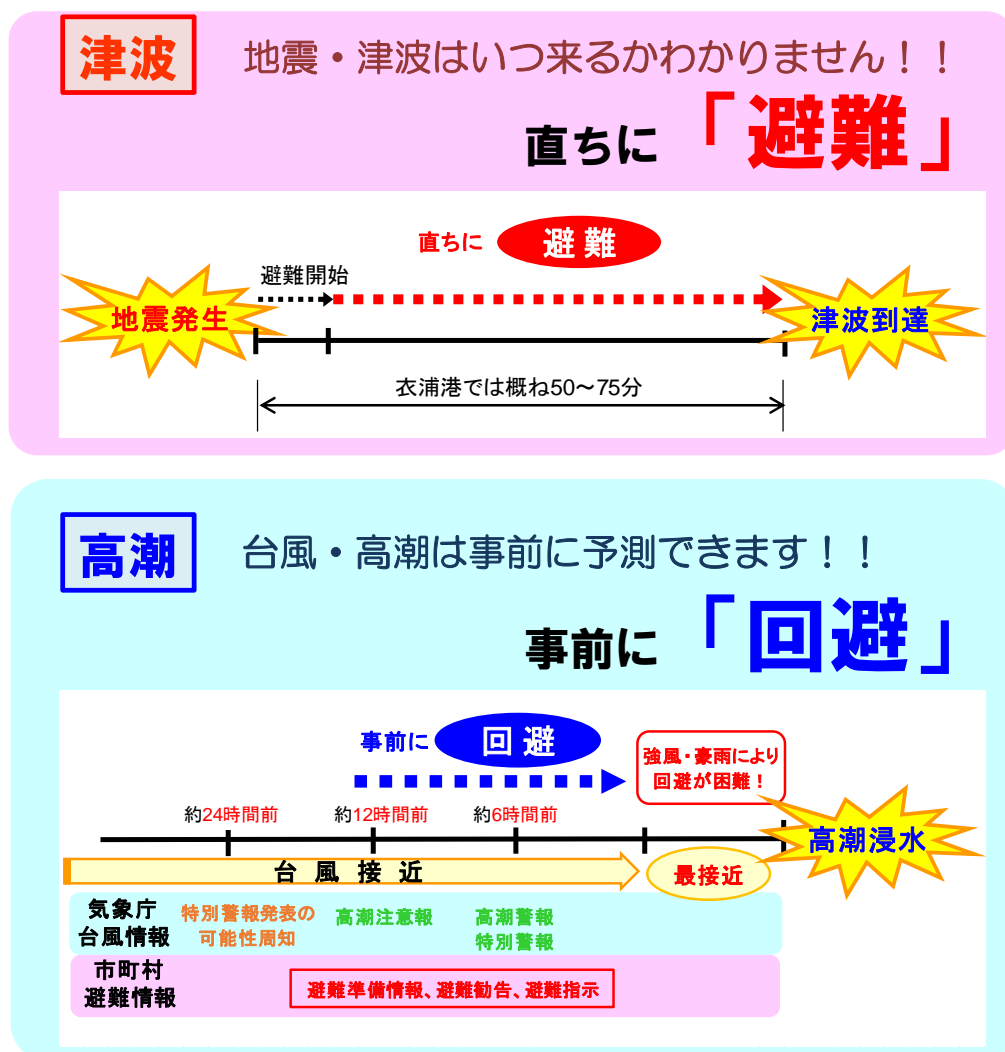 津波
地震・津波はいつ来るかわかりません！！
直ちに「避難」
直ちに 避難
避難開始
地震発生
津波到達
衣浦港では概ね50～75分
高潮
台風・高潮は事前に予測できます！！
事前に「回避」
事前に 回避
強風・豪雨により
回避が困難！
約24時間前 約12時間前 約6時間前
高潮浸水
台風接近
最接近
気象庁
台風情報
特別警報発表の
可能性周知
高潮注意報
高潮警報
特別警報
市町村
避難情報
避難準備情報、避難勧告、避難指示